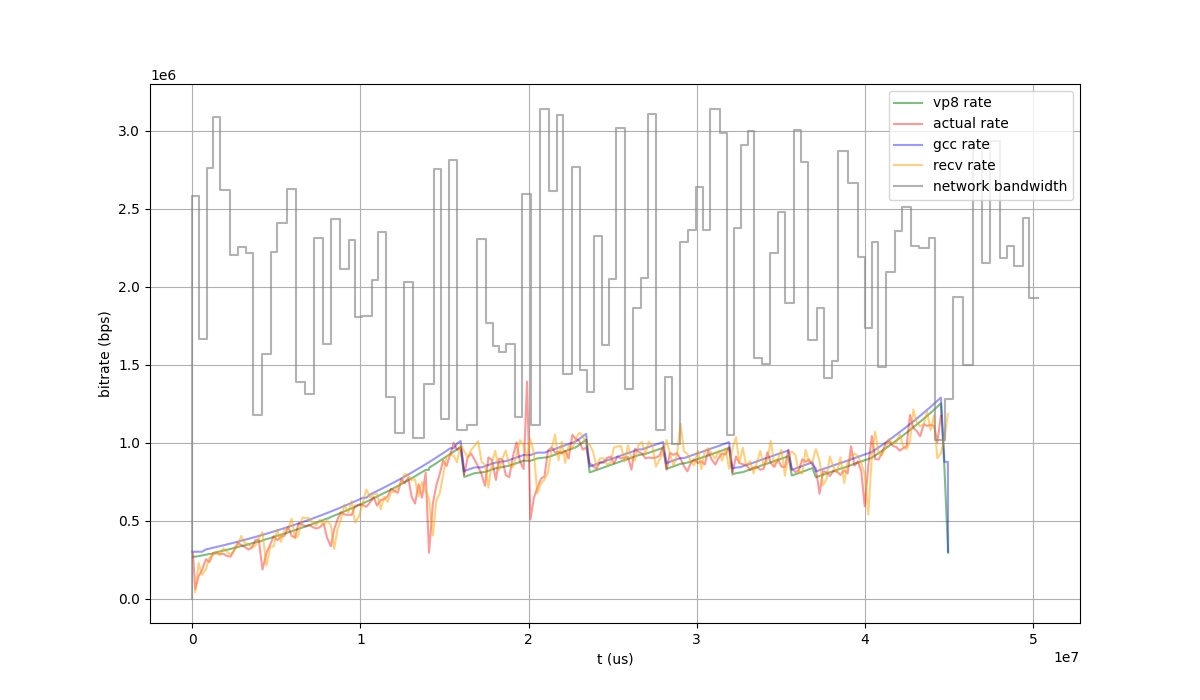 1e6
3.0
2.5
2.0
1.5
1.0
0.5
0.0
bitrate (bps)
vp8 rate
actual rate
gcc rate
recv rate
network bandwidth
0 1 2 3 4 5
t (us)
1e7